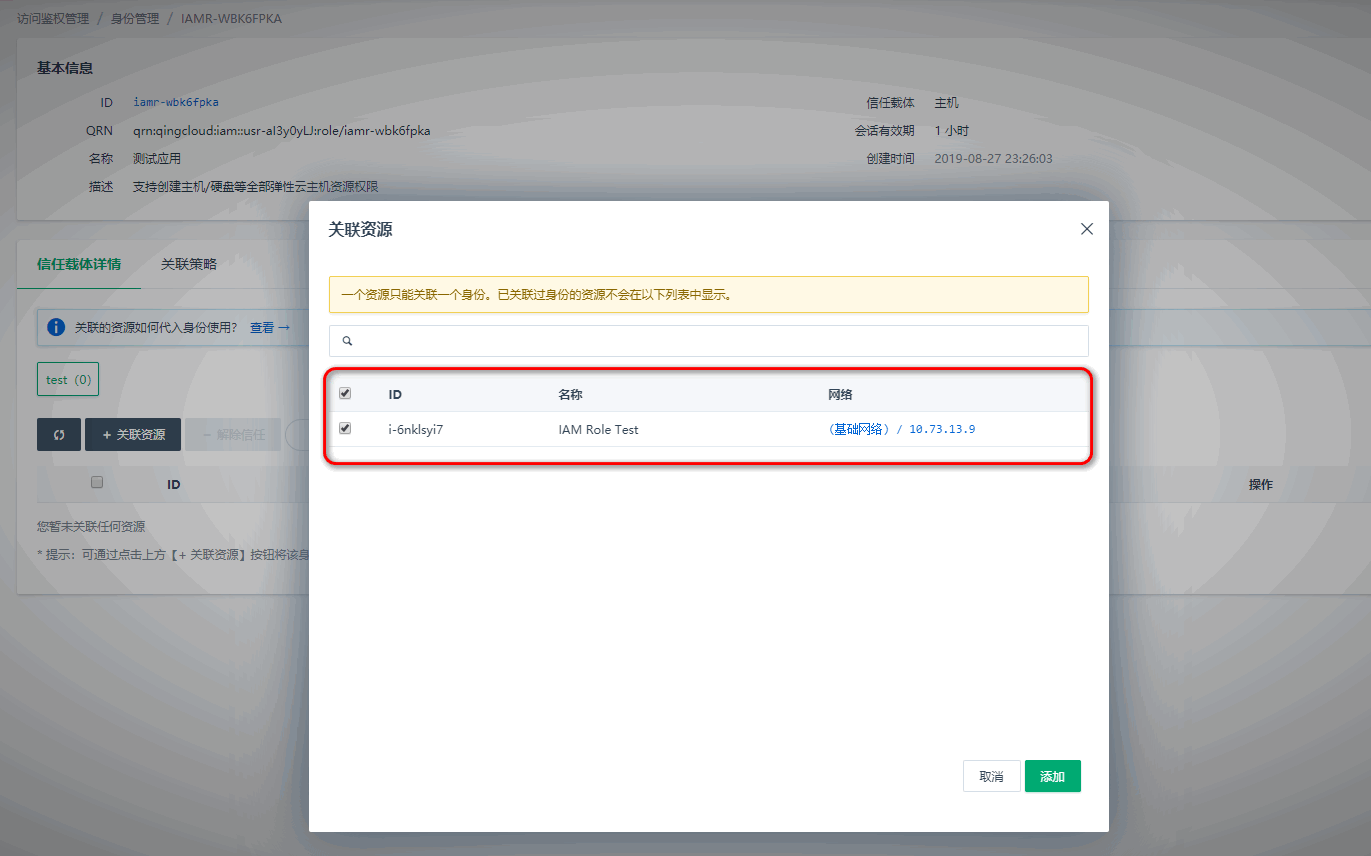 访问鉴权管理 / 身份管理 / IAMR-WBK6FPKA
基本信息
ID iamr-wbk6fpka
信任载体 主机
QRN qrn:qingcloud:iam::usr-aI3y0yLJ:role/iamr-wbk6fpka
会话有效期 1 小时
名称 测试应用
创建时间 2019-08-27 23:26:03
描述 支持创建主机/硬盘等全部弹性云主机资源权限
信任载体详情 关联策略
关联的资源如何代入身份使用? 查看 →
test (0)
+ 关联资源 − 解除信任
ID 操作
您暂未关联任何资源
* 提示：可通过点击上方【+ 关联资源】按钮将该身
关联资源
一个资源只能关联一个身份。已关联过身份的资源不会在以下列表中显示。
ID 名称 网络
i-6nklsyi7 IAM Role Test (基础网络) / 10.73.13.9
取消 添加